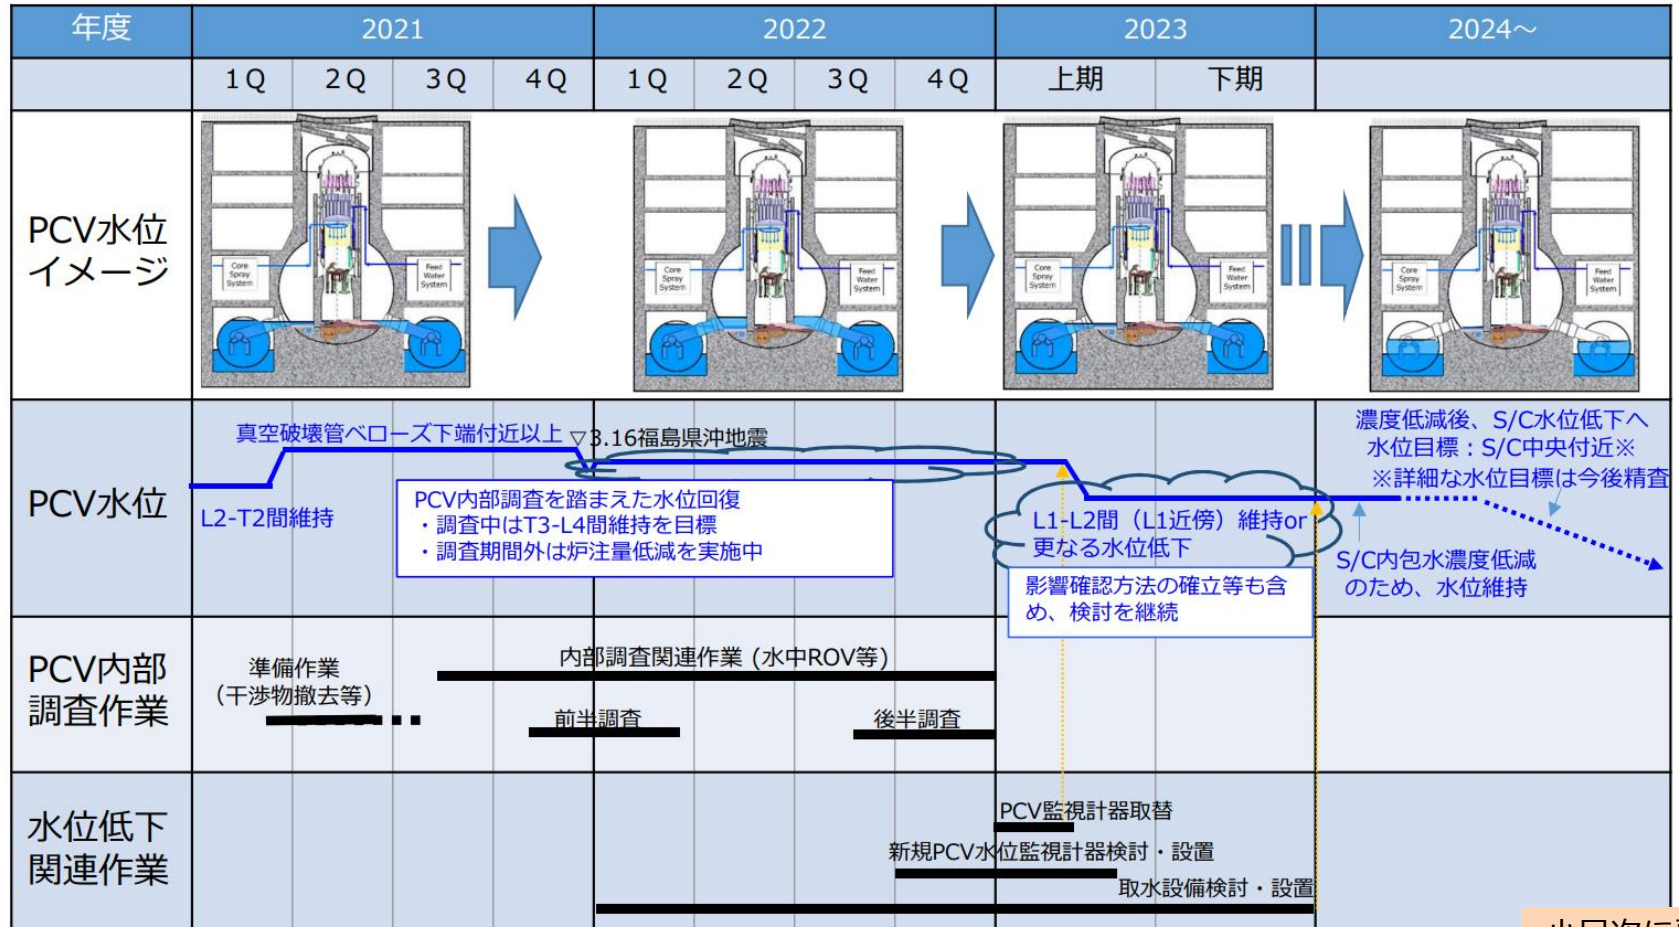 年度
2021
2022
2023
2024～
1Q
2Q
3Q
4Q
1Q
2Q
3Q
4Q
上期
下期
PCV水位
イメージ
Core
Spray
System
Feed
Water
System
Core
Spray
System
Feed
Water
System
Core
Spray
System
Feed
Water
System
Core
Spray
System
Feed
Water
System
PCV水位
L2-T2間維持
真空破壊管ベローズ下端付近以上
▽3.16福島県沖地震
PCV内部調査を踏まえた水位回復
・調査中はT3-L4間維持を目標
・調査期間外は炉注量低減を実施中
L1-L2間（L1近傍）維持or
更なる水位低下
影響確認方法の確立等も含
め、検討を継続
濃度低減後、S/C水位低下へ
水位目標：S/C中央付近※
※詳細な水位目標は今後精査
S/C内包水濃度低減
のため、水位維持
PCV内部
調査作業
準備作業
（干渉物撤去等）
内部調査関連作業 (水中ROV等)
前半調査
後半調査
水位低下
関連作業
PCV監視計器取替
新規PCV水位監視計器検討・設置
取水設備検討・設置